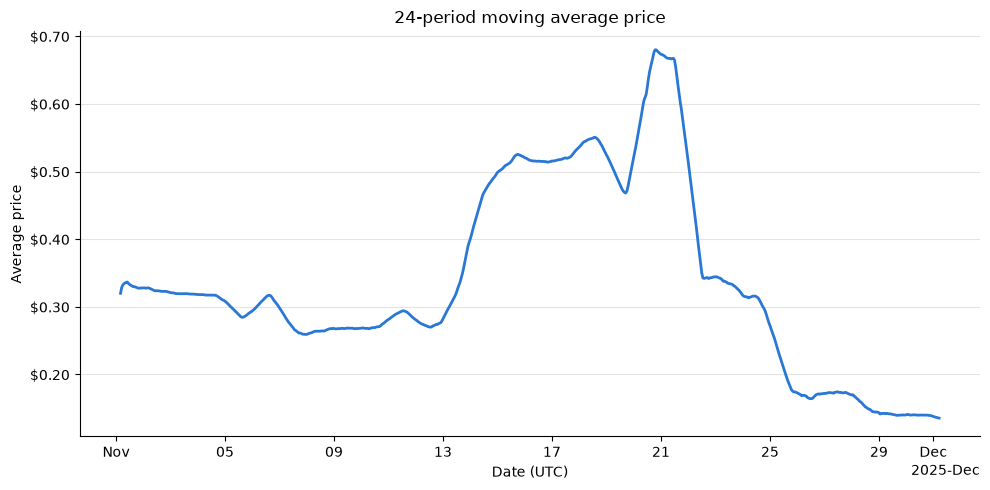 24-period moving average price
$0.70
$0.60
$0.50
$0.40
$0.30
$0.20
Average price
Nov 05 09 13 17 21 25 29 Dec
2025-Dec
Date (UTC)